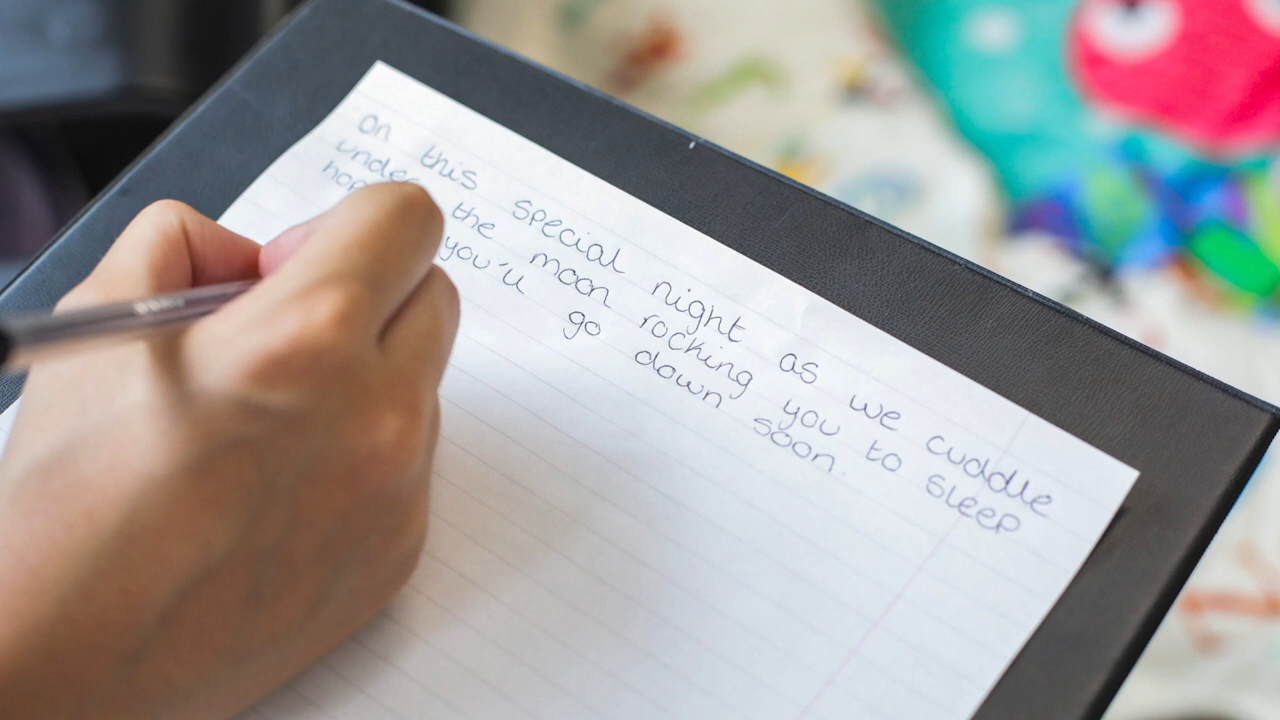 On this special night as we cuddle
under the moon rocking you to sleep
you'll go down soon.